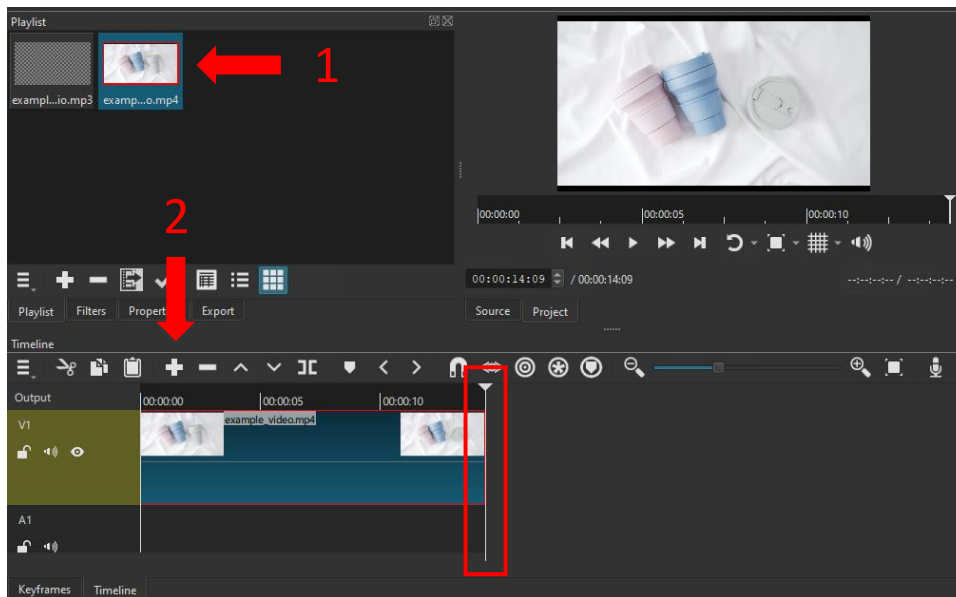 Playlist
exampl...io.mp3
examp...o.mp4
1
2
00:00:00
00:00:05
00:00:10
00:00:14:09
/ 00:00:14:09
--:--:--:-- / --:--:--:--
Playlist
Filters
Propert
Export
Source
Project
Timeline
Output
00:00:00
00:00:05
00:00:10
V1
example_video.mp4
A1
Keyframes
Timeline